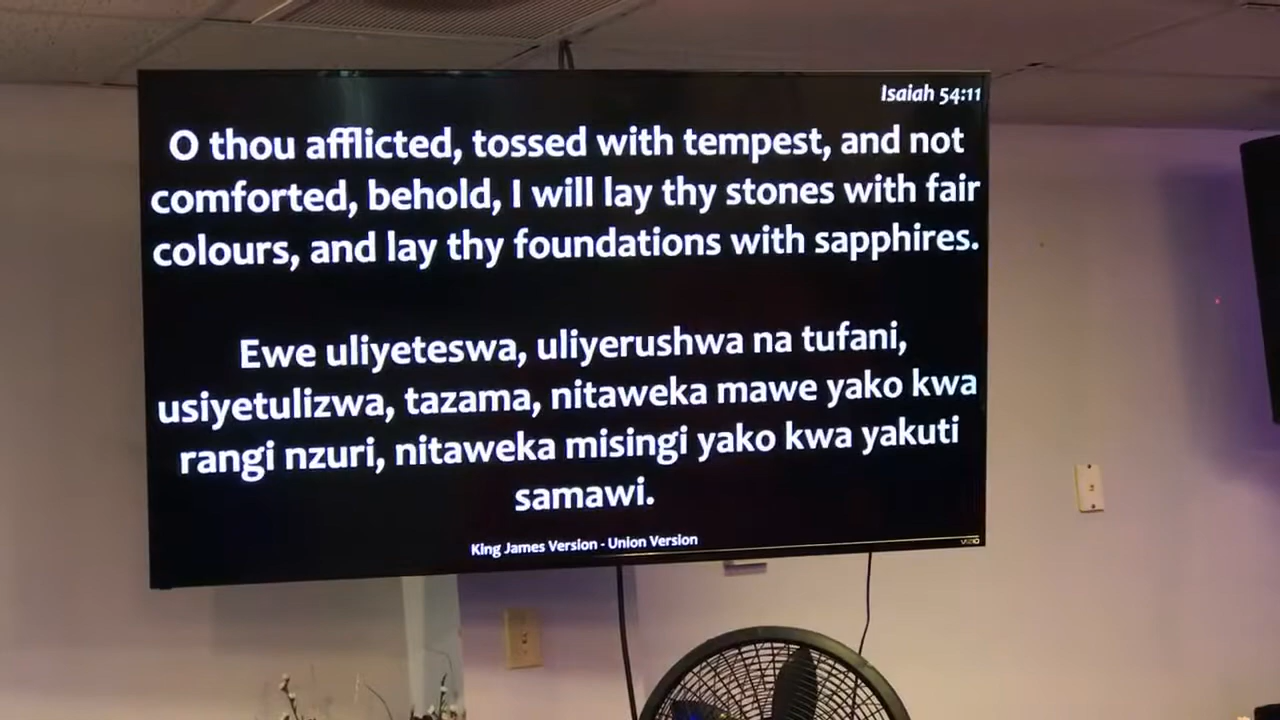 Isaiah 54:11
O thou afflicted, tossed with tempest, and not
comforted, behold, I will lay thy stones with fair
colours, and lay thy foundations with sapphires.
Ewe uliyeteswa, uliyerushwa na tufani,
usiyetulizwa, tazama, nitaweka mawe yako kwa
rangi nzuri, nitaweka misingi yako kwa yakuti
samawi.
King James Version - Union Version
VIZIO